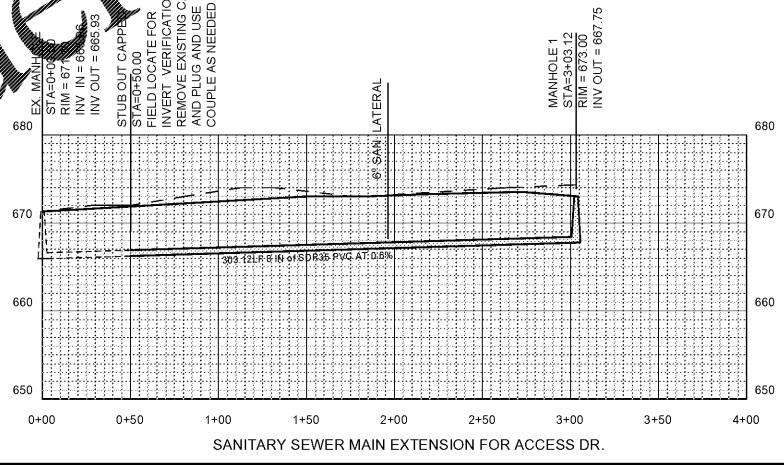 EX. MANHOLE
STA=0+00.00
RIM = 671
INV IN = 66
INV OUT = 665.93
STUB OUT CAPPED
STA=0+50.00
FIELD LOCATE FOR
INVERT VERIFICATIO
REMOVE EXISTING C
AND PLUG AND USE
COUPLE AS NEEDED
6" SAN. LATERAL
MANHOLE 1
STA=3+03.12
RIM = 673.00
INV OUT = 667.75
680 680
670 670
303.12LF 8 IN of SDR35 PVC AT 0.6%
660 660
650 650
0+00 0+50 1+00 1+50 2+00 2+50 3+00 3+50 4+00
SANITARY SEWER MAIN EXTENSION FOR ACCESS DR.